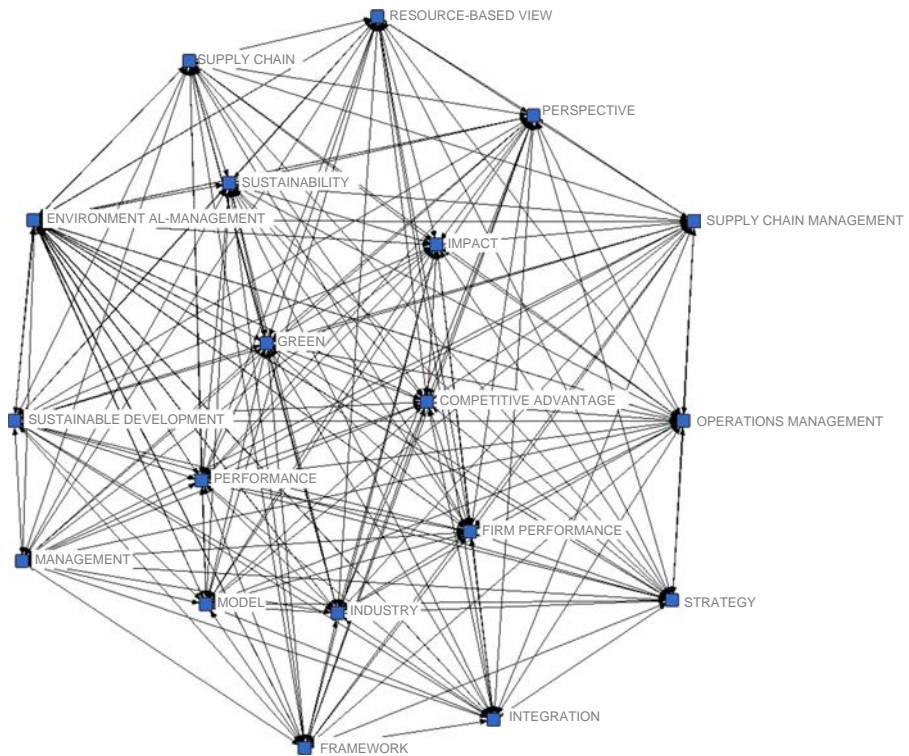 RESOURCE-BASED VIEW
SUPPLY CHAIN
PERSPECTIVE
SUSTAINABILITY
ENVIRONMENT AL-MANAGEMENT
SUPPLY CHAIN MANAGEMENT
IMPACT
GREEN
COMPETITIVE ADVANTAGE
SUSTAINABLE DEVELOPMENT
OPERATIONS MANAGEMENT
PERFORMANCE
FIRM PERFORMANCE
MANAGEMENT
MODEL
INDUSTRY
STRATEGY
INTEGRATION
FRAMEWORK